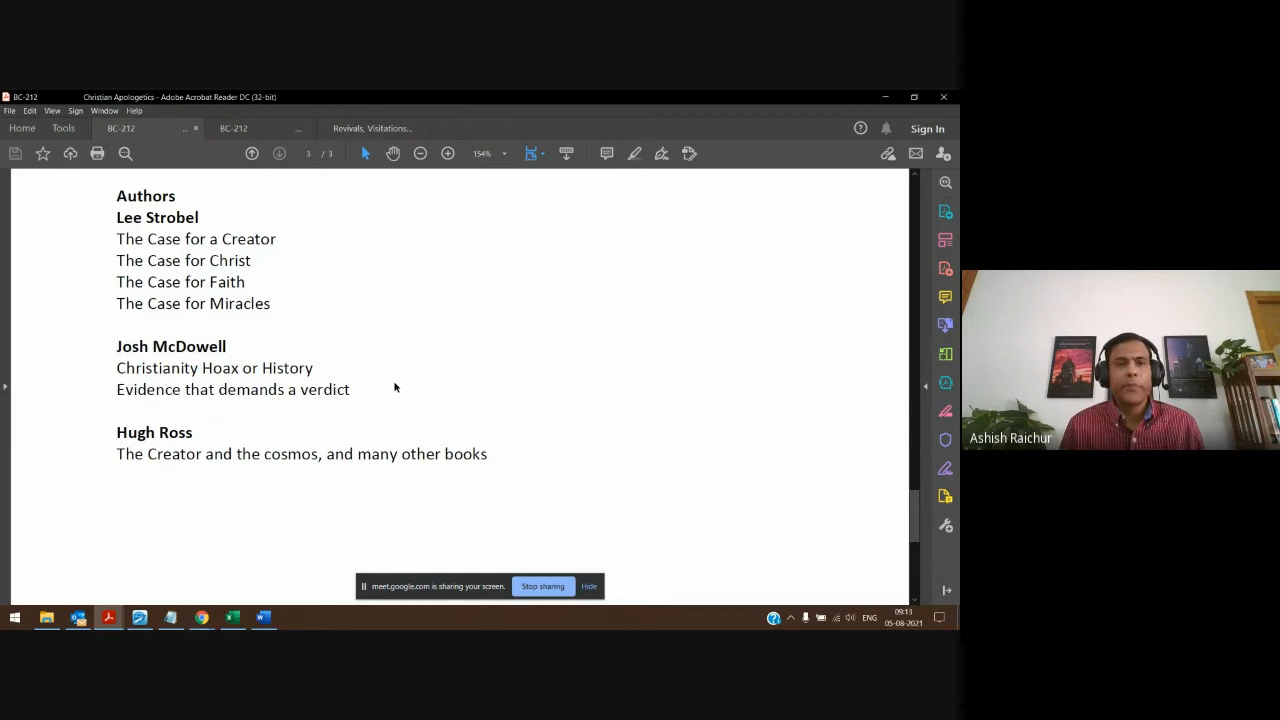 BC-212 Christian Apologetics - Adobe Acrobat Reader DC (32-bit)
File Edit View Sign Window Help
Home Tools BC-212 ... × BC-212 ... Revivals, Visitations... Sign In
3 / 3 154%
Authors
Lee Strobel
The Case for a Creator
The Case for Christ
The Case for Faith
The Case for Miracles
Josh McDowell
Christianity Hoax or History
Evidence that demands a verdict
Hugh Ross
The Creator and the cosmos, and many other books
Ashish Raichur
meet.google.com is sharing your screen. Stop sharing Hide
ENG
09:13
05-08-2021